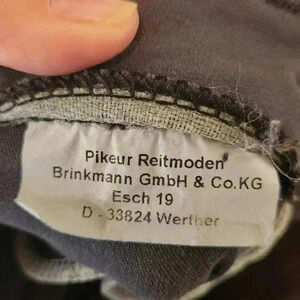 Pikeur Reitmoden
Brinkmann GmbH & Co.KG
Esch 19
D - 33824 Werther